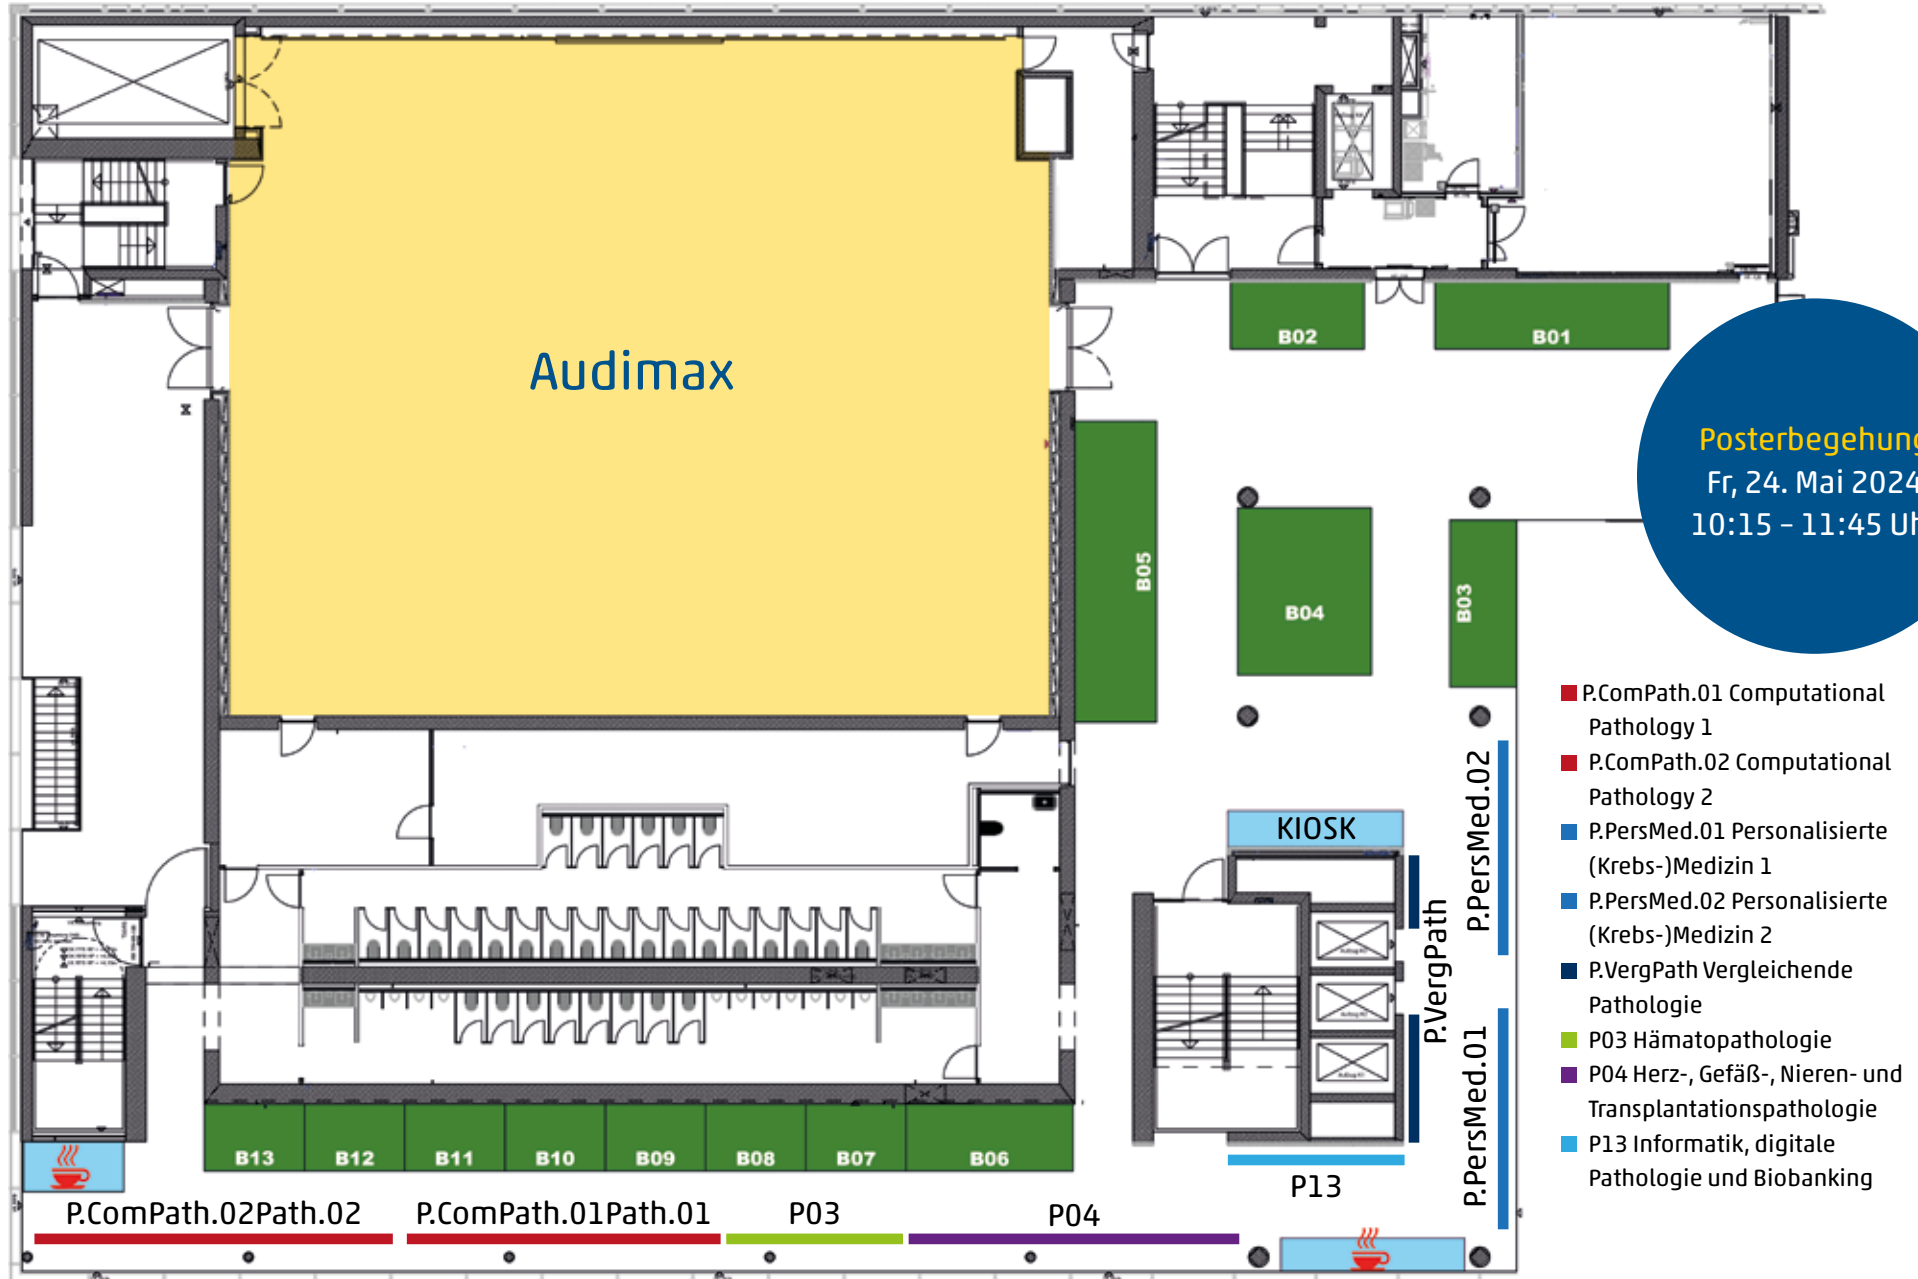 Audimax
B02
B01
Posterbegehung
Fr, 24. Mai 2024
10:15 – 11:45 Uh
B05
B04
B03
P.ComPath.01 Computational
Pathology 1
P.ComPath.02 Computational
Pathology 2
P.PersMed.01 Personalisierte
(Krebs-)Medizin 1
P.PersMed.02 Personalisierte
(Krebs-)Medizin 2
P.VergPath Vergleichende
Pathologie
P03 Hämatopathologie
P04 Herz-, Gefäß-, Nieren- und
Transplantationspathologie
P13 Informatik, digitale
Pathologie und Biobanking
P.PersMed.02
KIOSK
P.VergPath
P.PersMed.01
B13
B12
B11
B10
B09
B08
B07
B06
P13
P.ComPath.02Path.02
P.ComPath.01Path.01
P03
P04